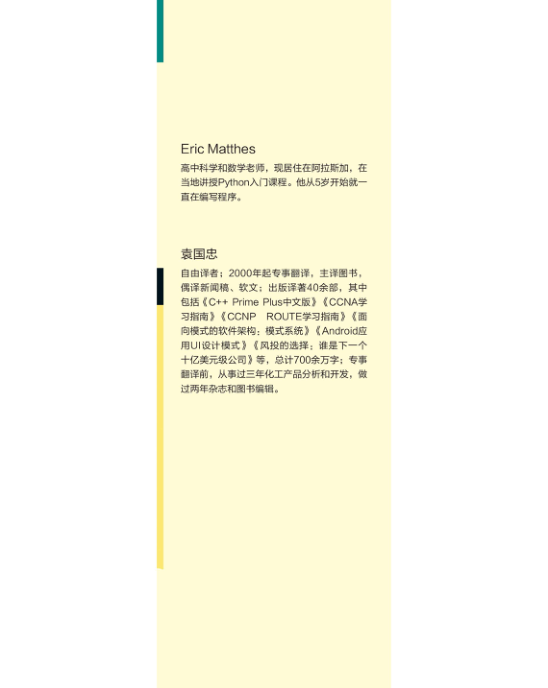 Eric Matthes
高中科学和数学老师，现居住在阿拉斯加，在
当地讲授Python入门课程。他从5岁开始就一
直在编写程序。
袁国忠
自由译者；2000年起专事翻译，主译图书，
偶译新闻稿、软文；出版译著40余部，其中
包括《C++ Prime Plus中文版》《CCNA学
习指南》《CCNP ROUTE学习指南》《面
向模式的软件架构：模式系统》《Android应
用UI设计模式》《风投的选择：谁是下一个
十亿美元级公司》等，总计700余万字；专事
翻译前，从事过三年化工产品分析和开发，做
过两年杂志和图书编辑。